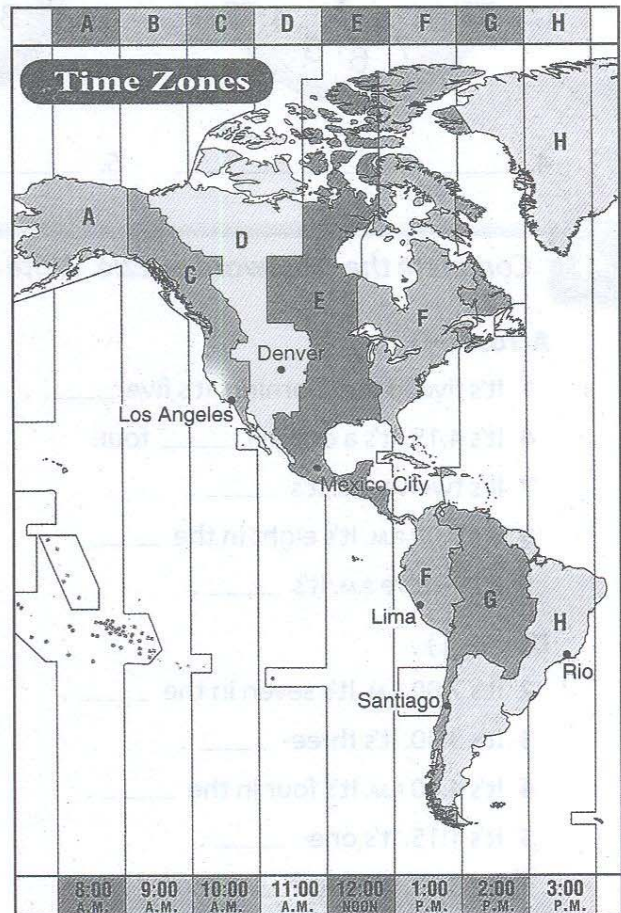 A B C D E F G H
Time Zones
H
A
D
C
E
F
Denver
Los Angeles
Mexico City
F
G
Lima
H
Rio
Santiago
8:00 9:00 10:00 11:00 12:00 1:00 2:00 3:00
A.M. A.M. A.M. A.M. NOON P.M. P.M. P.M.